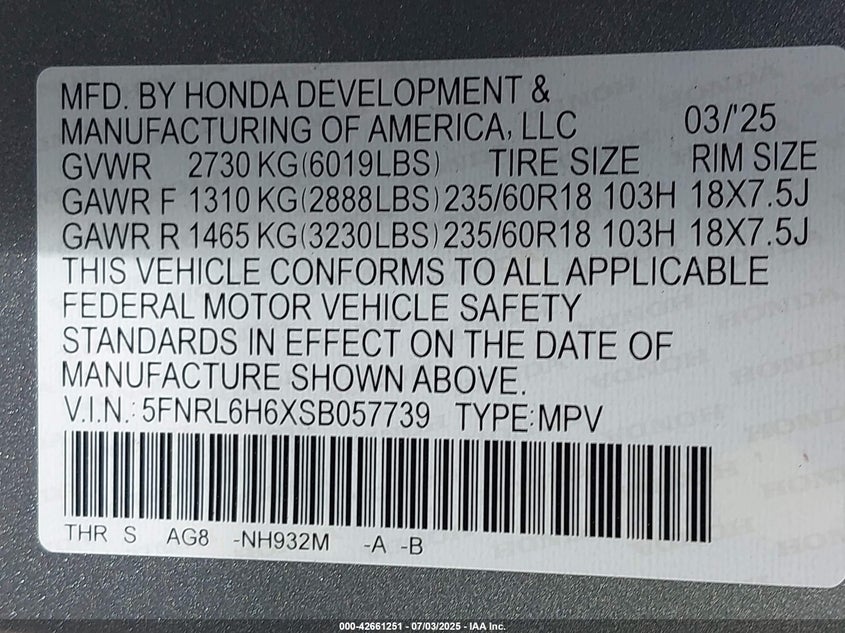 MFD. BY HONDA DEVELOPMENT &
MANUFACTURING OF AMERICA, LLC 03/'25
GVWR 2730 KG(6019LBS) TIRE SIZE RIM SIZE
GAWR F 1310 KG(2888LBS) 235/60R18 103H 18X7.5J
GAWR R 1465 KG(3230LBS) 235/60R18 103H 18X7.5J
THIS VEHICLE CONFORMS TO ALL APPLICABLE
FEDERAL MOTOR VEHICLE SAFETY
STANDARDS IN EFFECT ON THE DATE OF
MANUFACTURE SHOWN ABOVE.
V.I.N.: 5FNRL6H6XSB057739 TYPE:MPV
THR S AG8 -NH932M -A -B
000-42661251 - 07/03/2025 - IAA Inc.